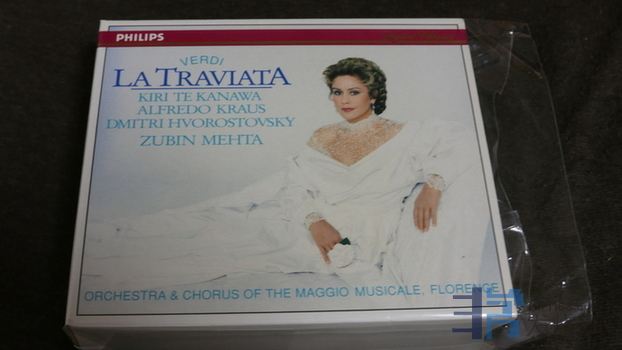 PHILIPS
VERDI
LA TRAVIATA
KIRI TE KANAWA
ALFREDO KRAUS
DMITRI HVOROSTOVSKY
ZUBIN MEHTA
ORCHESTRA & CHORUS OF THE MAGGIO MUSICALE, FLORENCE